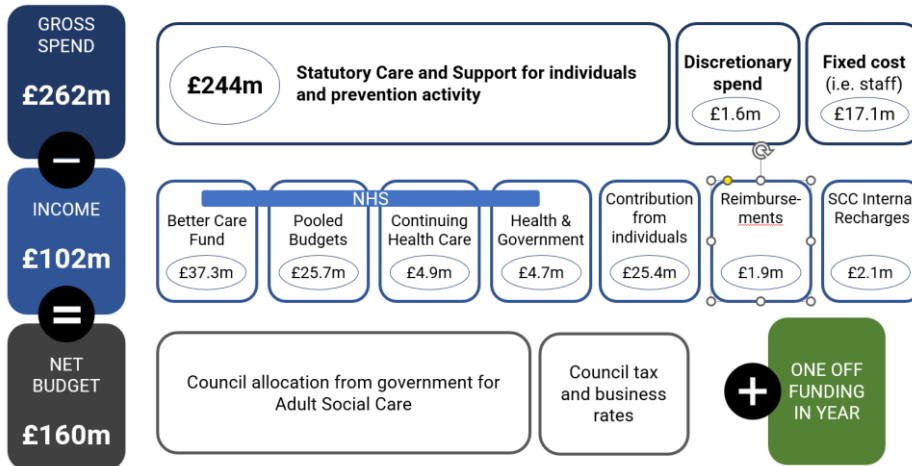 GROSS
SPEND
£262m
£244m
Statutory Care and Support for individuals
and prevention activity
Discretionary
spend
£1.6m
Fixed cost
(i.e. staff)
£17.1m
INCOME
£102m
NHS
Better Care
Fund
£37.3m
Pooled
Budgets
£25.7m
Continuing
Health Care
£4.9m
Health &
Government
£4.7m
Contribution
from
individuals
£25.4m
Reimburse-
ments
£1.9m
SCC Interna
Recharges
£2.1m
NET
BUDGET
£160m
Council allocation from government for
Adult Social Care
Council tax
and business
rates
ONE OFF
FUNDING
IN YEAR